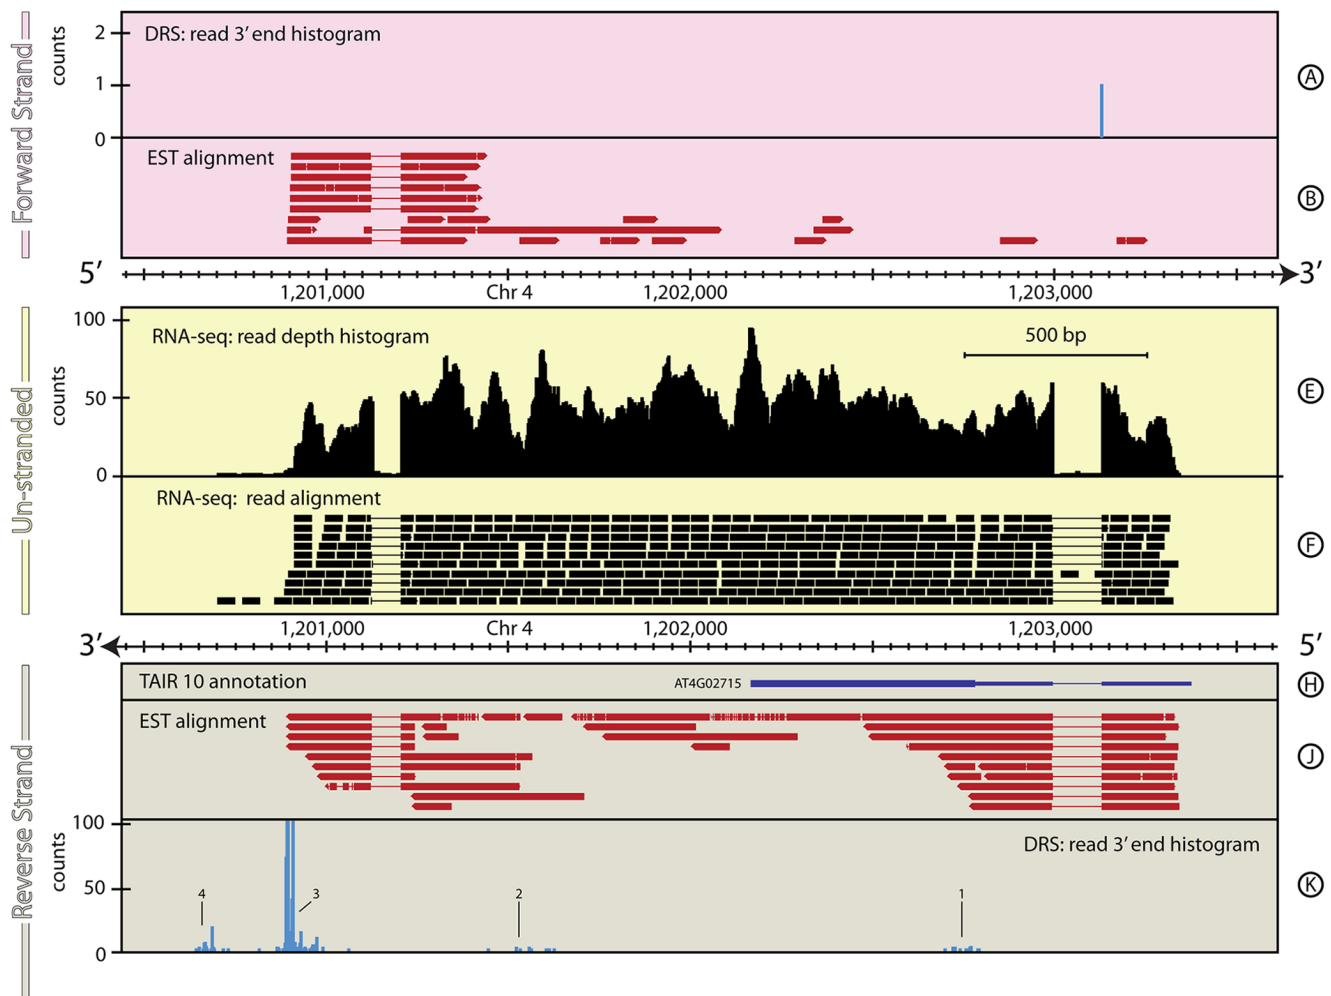 Forward Strand
counts
2
1
0
DRS: read 3′ end histogram
A
EST alignment
B
5′
3′
1,201,000
Chr 4
1,202,000
1,203,000
Un-stranded
counts
100
50
0
RNA-seq: read depth histogram
500 bp
E
RNA-seq: read alignment
F
1,201,000
Chr 4
1,202,000
1,203,000
3′
5′
Reverse Strand
TAIR 10 annotation
AT4G02715
H
EST alignment
J
counts
100
50
0
DRS: read 3′ end histogram
4
3
2
1
K